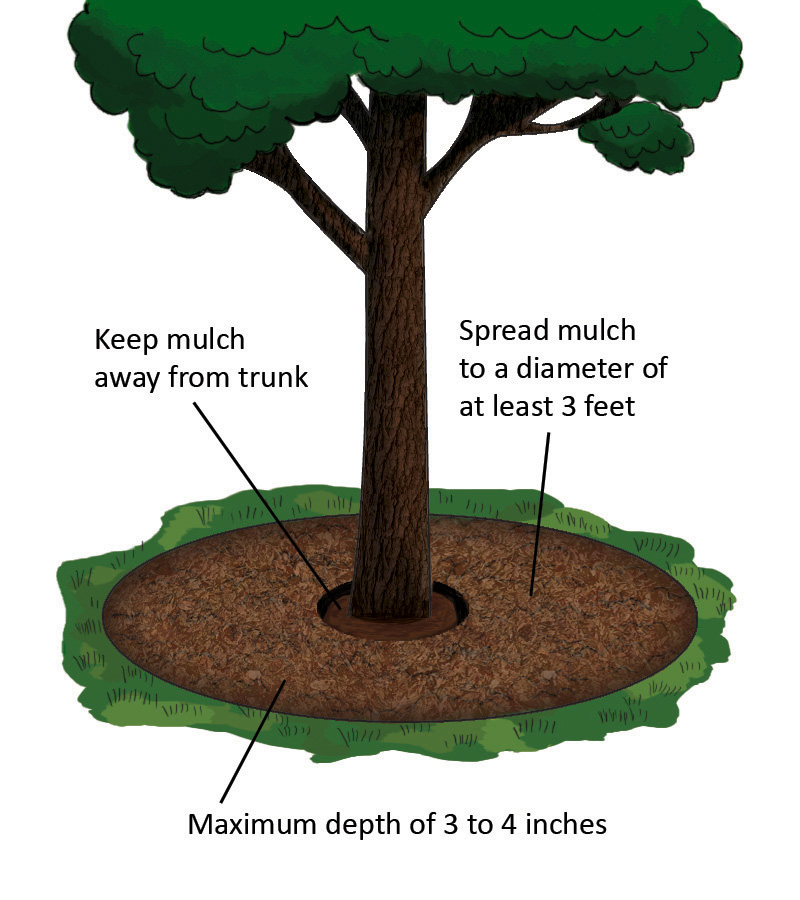 Keep mulch
away from trunk
Spread mulch
to a diameter of
at least 3 feet
Maximum depth of 3 to 4 inches